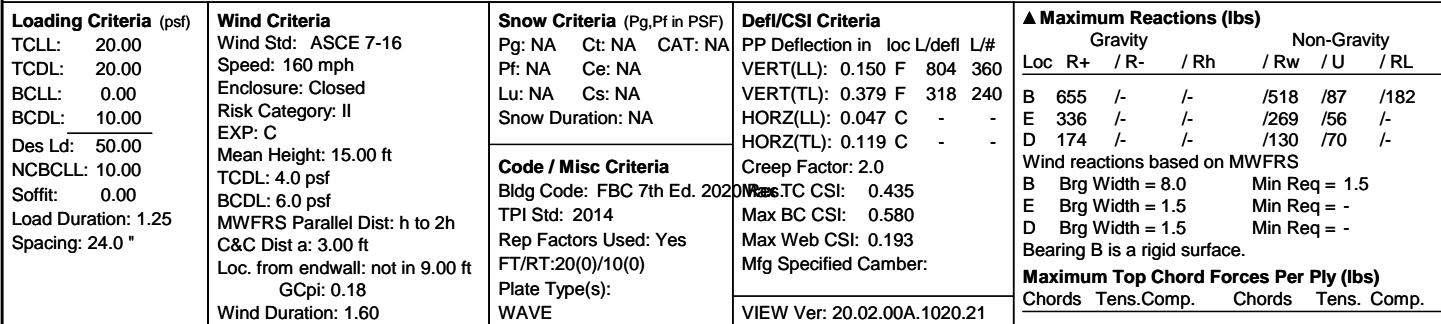 Loading Criteria (psf)
TCLL: 20.00
TCDL: 20.00
BCLL: 0.00
BCDL: 10.00
Des Ld: 50.00
NCBCLL: 10.00
Soffit: 0.00
Load Duration: 1.25
Spacing: 24.0 "
Wind Criteria
Wind Std: ASCE 7-16
Speed: 160 mph
Enclosure: Closed
Risk Category: II
EXP: C
Mean Height: 15.00 ft
TCDL: 4.0 psf
BCDL: 6.0 psf
MWFRS Parallel Dist: h to 2h
C&C Dist a: 3.00 ft
Loc. from endwall: not in 9.00 ft
GCpi: 0.18
Wind Duration: 1.60
Snow Criteria (Pg,Pf in PSF)
Pg: NA Ct: NA CAT: NA
Pf: NA Ce: NA
Lu: NA Cs: NA
Snow Duration: NA
Code / Misc Criteria
Bldg Code: FBC 7th Ed. 2020 Res.
TPI Std: 2014
Rep Factors Used: Yes
FT/RT:20(0)/10(0)
Plate Type(s):
WAVE
Defl/CSI Criteria
PP Deflection in loc L/defl L/#
VERT(LL): 0.150 F 804 360
VERT(TL): 0.379 F 318 240
HORZ(LL): 0.047 C - -
HORZ(TL): 0.119 C - -
Creep Factor: 2.0
Max TC CSI: 0.435
Max BC CSI: 0.580
Max Web CSI: 0.193
Mfg Specified Camber:
VIEW Ver: 20.02.00A.1020.21
▲ Maximum Reactions (lbs)
Gravity Non-Gravity
Loc R+ / R- / Rh / Rw / U / RL
B 655 /- /- /518 /87 /182
E 336 /- /- /269 /56 /-
D 174 /- /- /130 /70 /-
Wind reactions based on MWFRS
B Brg Width = 8.0 Min Req = 1.5
E Brg Width = 1.5 Min Req = -
D Brg Width = 1.5 Min Req = -
Bearing B is a rigid surface.
Maximum Top Chord Forces Per Ply (lbs)
Chords Tens.Comp. Chords Tens. Comp.